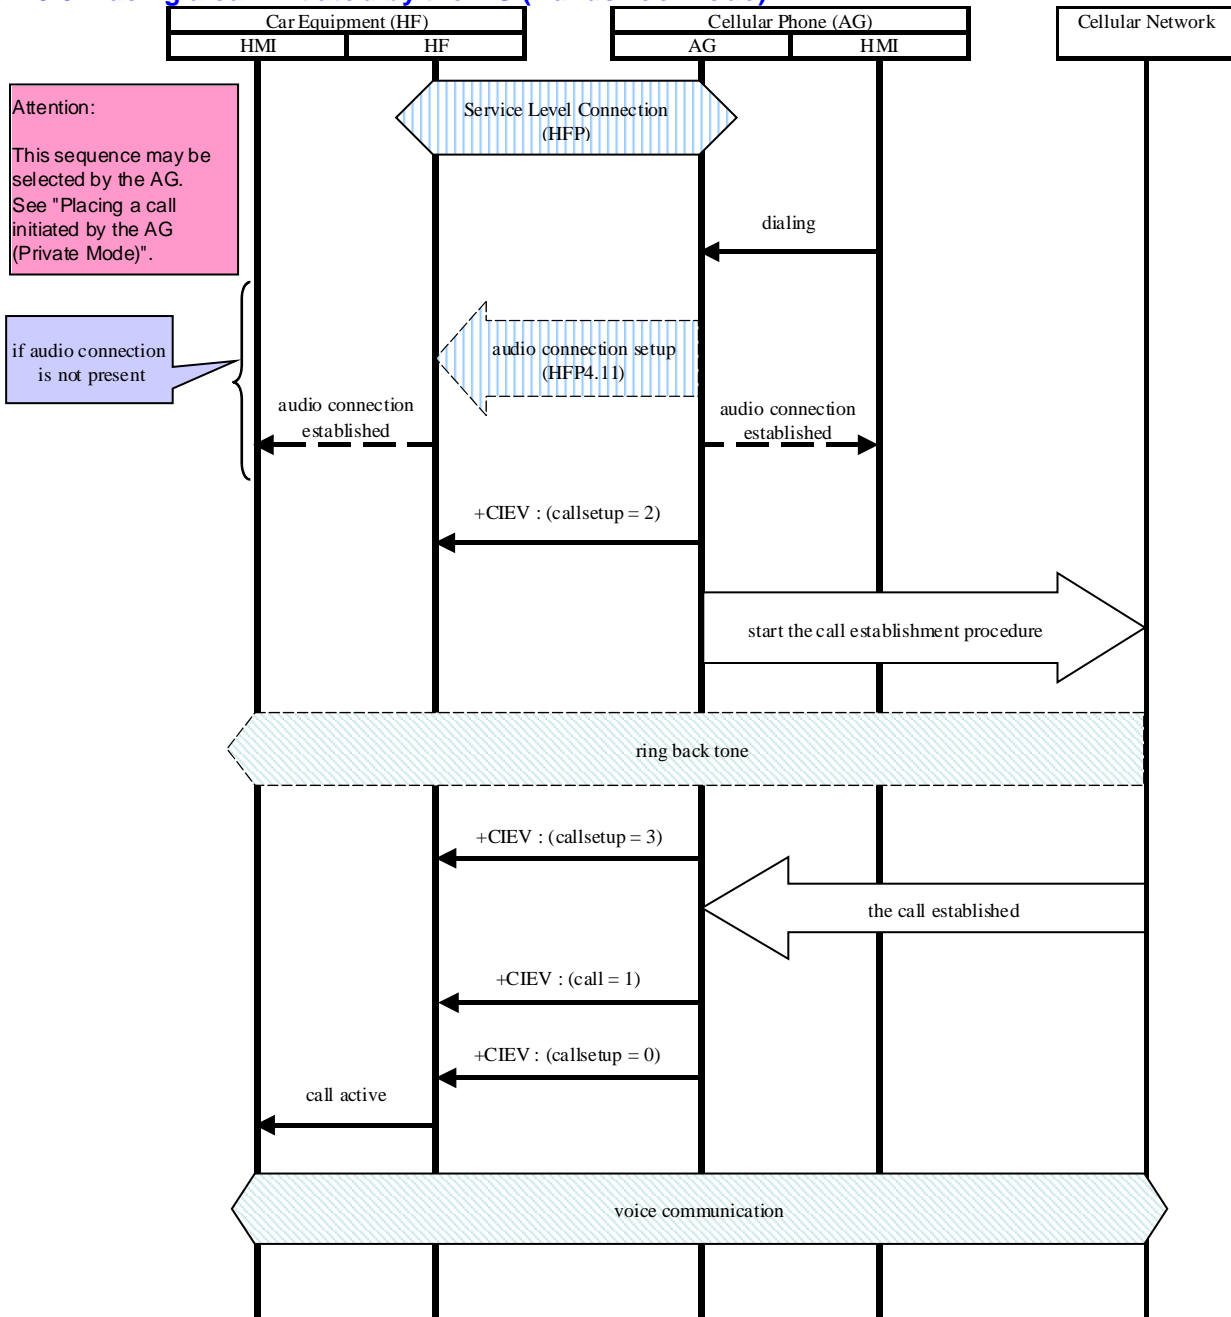 Car Equipment (HF)
HMI
HF
Cellular Phone (AG)
AG
HMI
Cellular Network
Service Level Connection
(HFP)
Attention:
This sequence may be
selected by the AG.
See "Placing a call
initiated by the AG
(Private Mode)".
dialing
if audio connection
is not present
audio connection setup
(HFP4.11)
audio connection
established
audio connection
established
+CIEV : (callsetup = 2)
start the call establishment procedure
ring back tone
+CIEV : (callsetup = 3)
the call established
+CIEV : (call = 1)
+CIEV : (callsetup = 0)
call active
voice communication